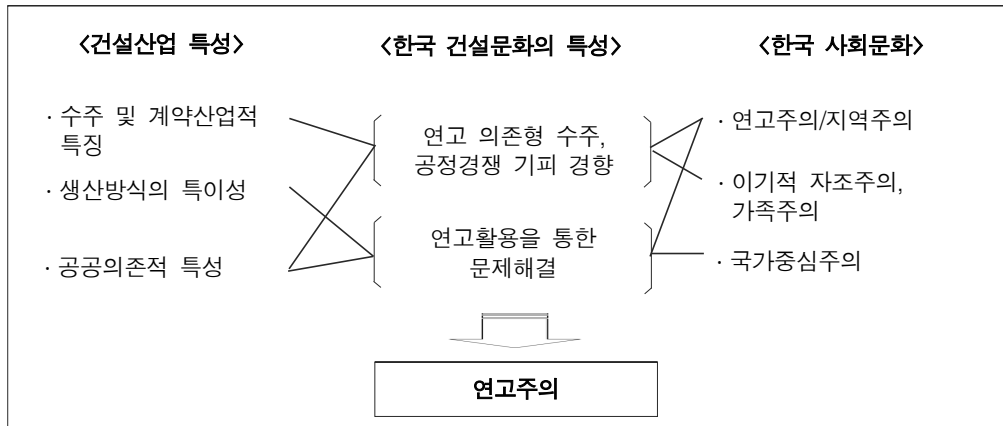 <건설산업 특성>
· 수주 및 계약산업적
특징
· 생산방식의 특이성
· 공공의존적 특성
<한국 건설문화의 특성>
연고 의존형 수주,
공정경쟁 기피 경향
연고활용을 통한
문제해결
<한국 사회문화>
· 연고주의/지역주의
· 이기적 자조주의,
가족주의
· 국가중심주의
연고주의